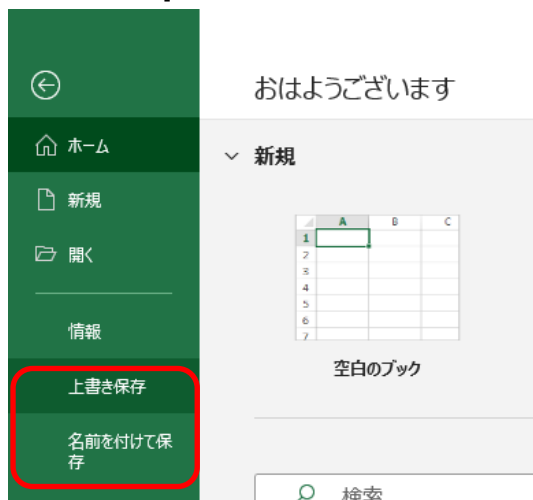 おはようございます
ホーム
新規
開く
情報
上書き保存
名前を付けて保
存
新規
A B C
1
2
3
4
5
6
7
空白のブック
検索